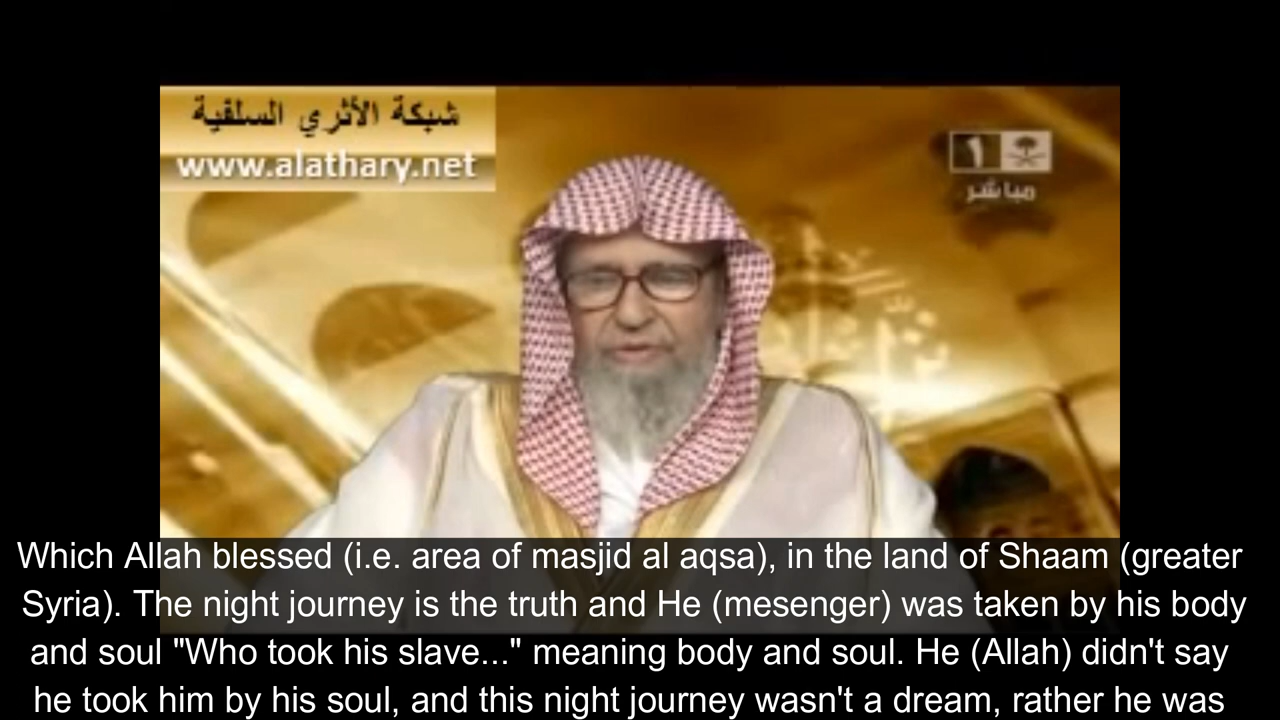 شبكة الأثري السلفية
www.alathary.net
١
مباشر
Which Allah blessed (i.e. area of masjid al aqsa), in the land of Shaam (greater
Syria). The night journey is the truth and He (mesenger) was taken by his body
and soul "Who took his slave..." meaning body and soul. He (Allah) didn't say
he took him by his soul, and this night journey wasn't a dream, rather he was